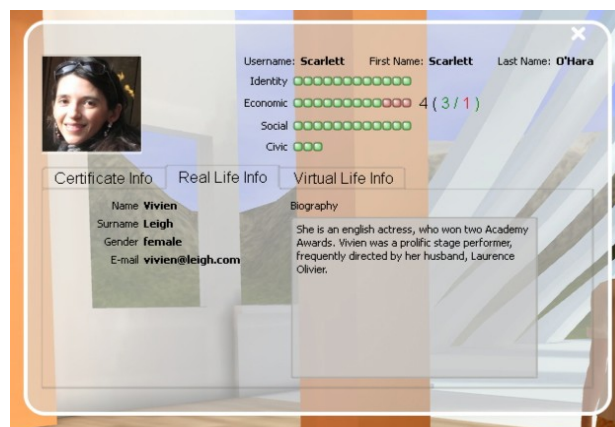 Username: Scarlett First Name: Scarlett Last Name: O'Hara
Identity
Economic 4 ( 3 / 1 )
Social
Civic
Certificate Info Real Life Info Virtual Life Info
Name Vivien
Surname Leigh
Gender female
E-mail vivien@leigh.com
Biography
She is an english actress, who won two Academy
Awards. Vivien was a prolific stage performer,
frequently directed by her husband, Laurence
Olivier.